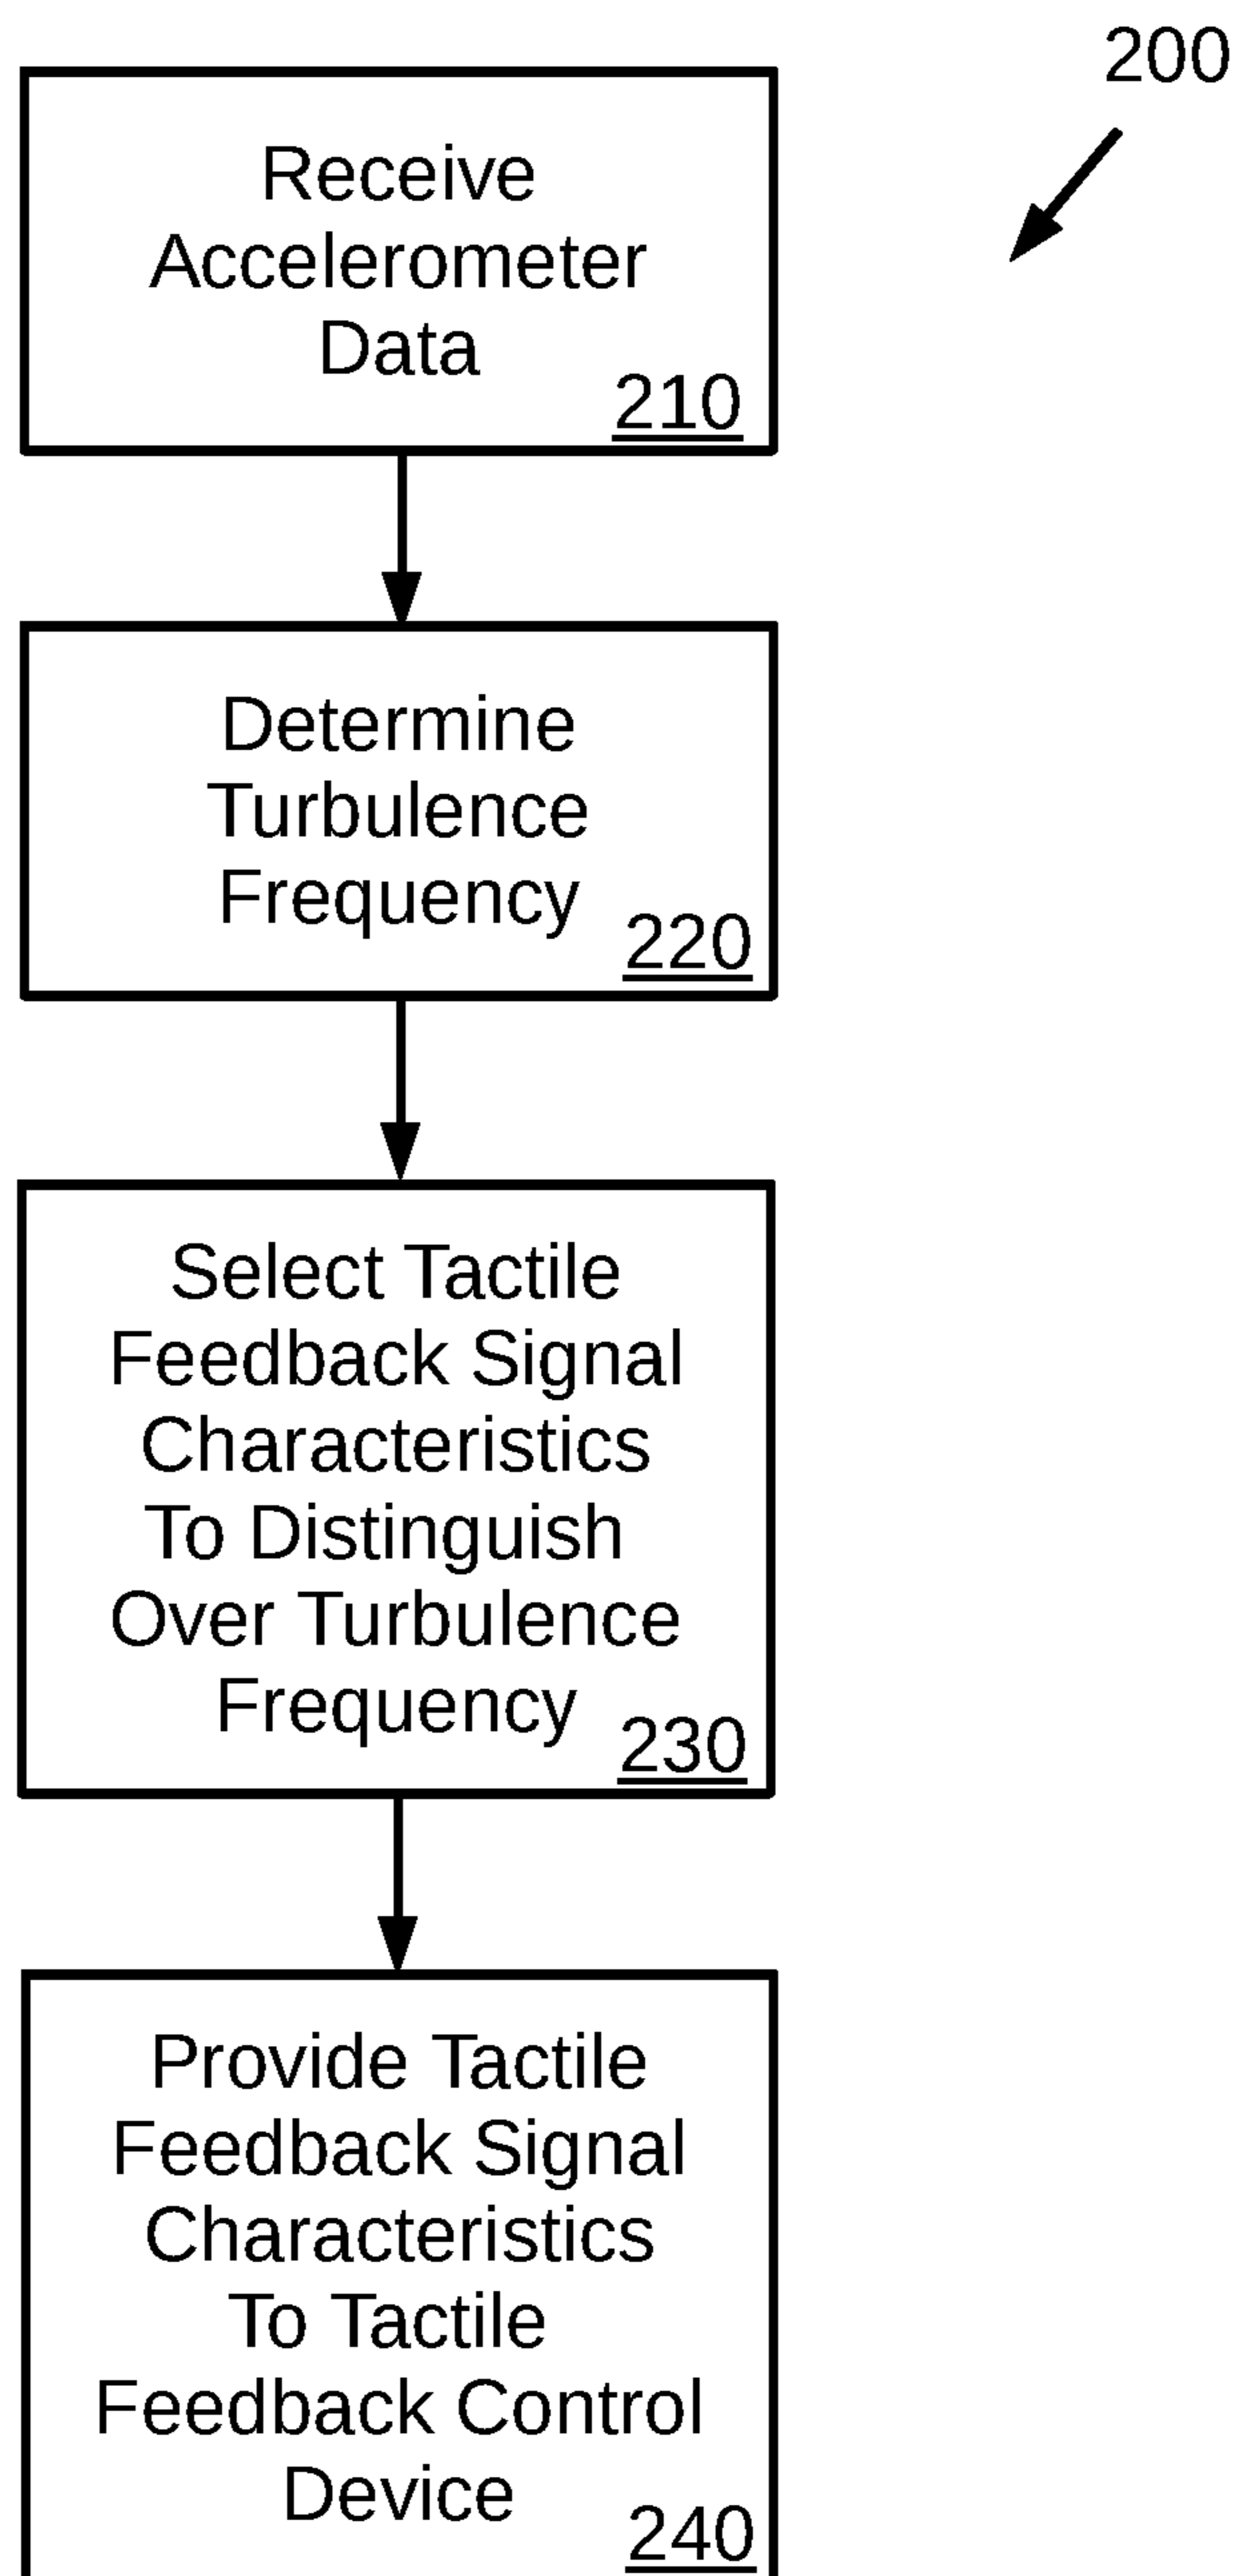 200
Receive
Accelerometer
Data
210
Determine
Turbulence
Frequency
220
Select Tactile
Feedback Signal
Characteristics
To Distinguish
Over Turbulence
Frequency
230
Provide Tactile
Feedback Signal
Characteristics
To Tactile
Feedback Control
Device
240